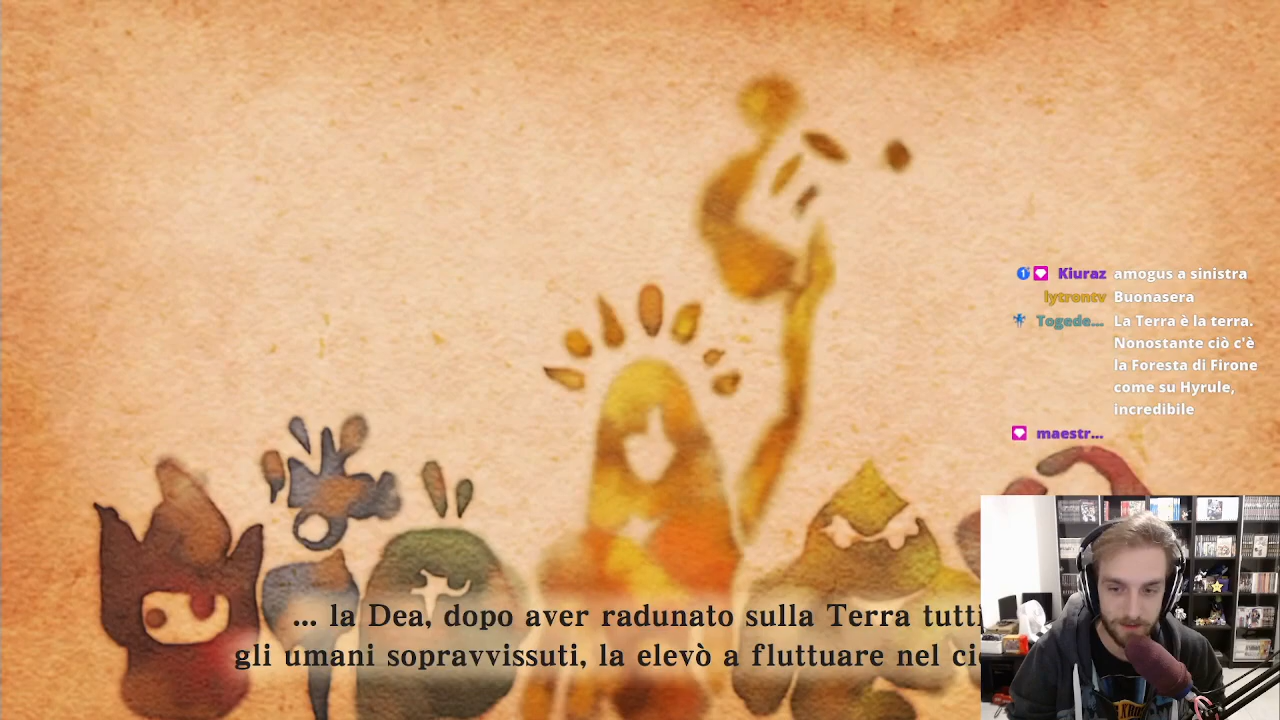 Kiuraz amogus a sinistra
lytrontv Buonasera
Togede... La Terra è la terra.
Nonostante ciò c'è
la Foresta di Firone
come su Hyrule,
incredibile
maestr...
... la Dea, dopo aver radunato sulla Terra tutti
gli umani sopravvissuti, la elevò a fluttuare nel